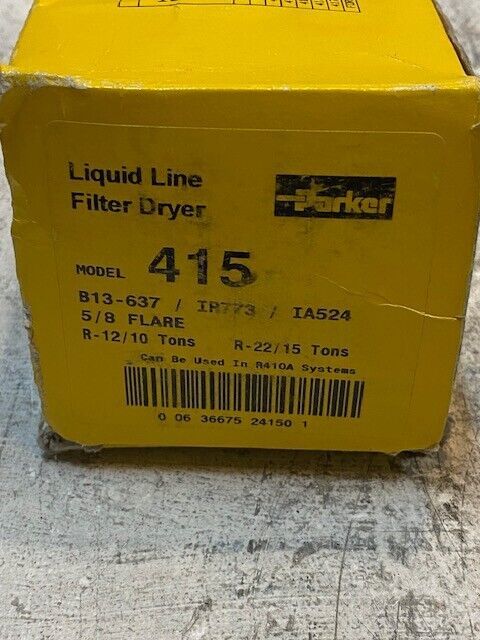 Liquid Line
Filter Dryer
Parker
MODEL 415
B13-637 / IR773 / IA524
5/8 FLARE
R-12/10 Tons R-22/15 Tons
Can Be Used In R410A Systems
0 06 36675 24150 1